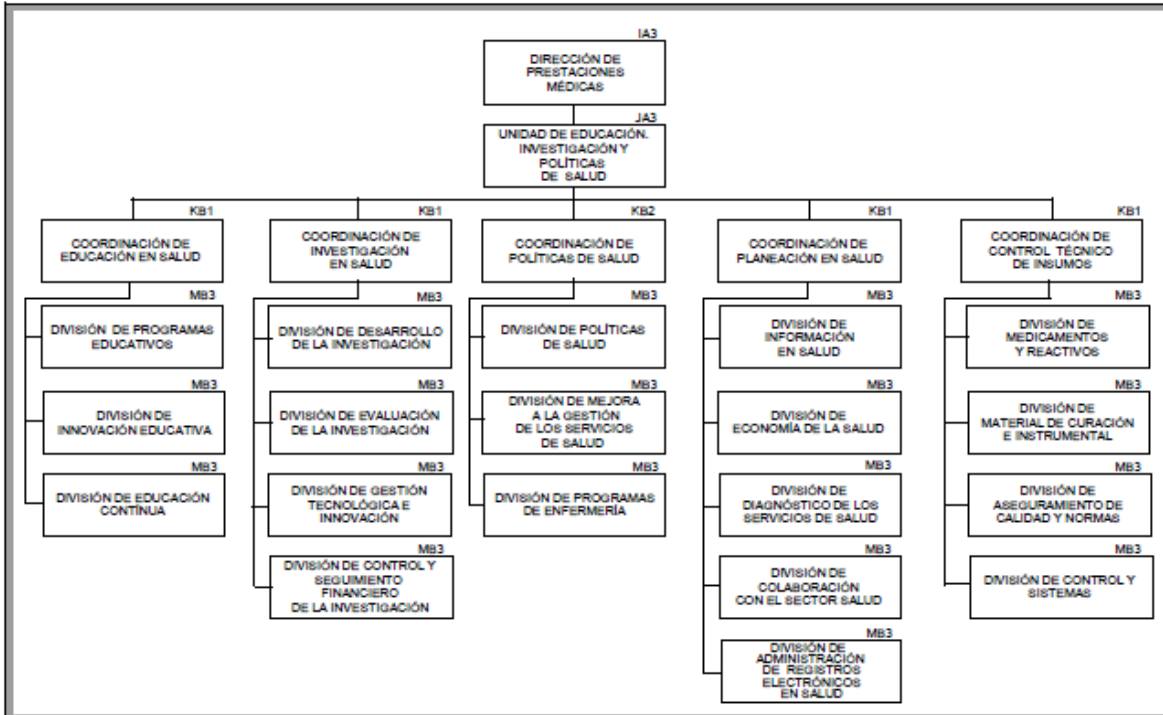 IA3
DIRECCIÓN DE
PRESTACIONES
MÉDICAS
JA3
UNIDAD DE EDUCACIÓN.
INVESTIGACIÓN Y
POLÍTICAS
DE SALUD
KB1
COORDINACIÓN DE
EDUCACIÓN EN SALUD
MB3
DIVISIÓN DE PROGRAMAS
EDUCATIVOS
MB3
DIVISIÓN DE
INNOVACIÓN EDUCATIVA
MB3
DIVISIÓN DE EDUCACIÓN
CONTÍNUA
KB1
COORDINACIÓN DE
INVESTIGACIÓN
EN SALUD
MB3
DIVISIÓN DE DESARROLLO
DE LA INVESTIGACIÓN
MB3
DIVISIÓN DE EVALUACIÓN
DE LA INVESTIGACIÓN
MB3
DIVISIÓN DE GESTIÓN
TECNOLÓGICA E
INNOVACIÓN
MB3
DIVISIÓN DE CONTROL Y
SEGUIMIENTO
FINANCIERO
DE LA INVESTIGACIÓN
KB2
COORDINACIÓN DE
POLÍTICAS DE SALUD
MB3
DIVISIÓN DE POLÍTICAS
DE SALUD
MB3
DIVISIÓN DE MEJORA
A LA GESTIÓN
DE LOS SERVICIOS
DE SALUD
MB3
DIVISIÓN DE PROGRAMAS
DE ENFERMERÍA
KB1
COORDINACIÓN DE
PLANEACIÓN EN SALUD
MB3
DIVISIÓN DE
INFORMACIÓN
EN SALUD
MB3
DIVISIÓN DE
ECONOMÍA DE LA SALUD
MB3
DIVISIÓN DE
DIAGNÓSTICO DE LOS
SERVICIOS DE SALUD
MB3
DIVISIÓN DE
COLABORACIÓN
CON EL SECTOR SALUD
MB3
DIVISIÓN DE
ADMINISTRACIÓN
DE REGISTROS
ELECTRÓNICOS
EN SALUD
KB1
COORDINACIÓN DE
CONTROL TÉCNICO
DE INSUMOS
MB3
DIVISIÓN DE
MEDICAMENTOS
Y REACTIVOS
MB3
DIVISIÓN DE
MATERIAL DE CURACIÓN
E INSTRUMENTAL
MB3
DIVISIÓN DE
ASEGURAMIENTO DE
CALIDAD Y NORMAS
MB3
DIVISIÓN DE CONTROL Y
SISTEMAS